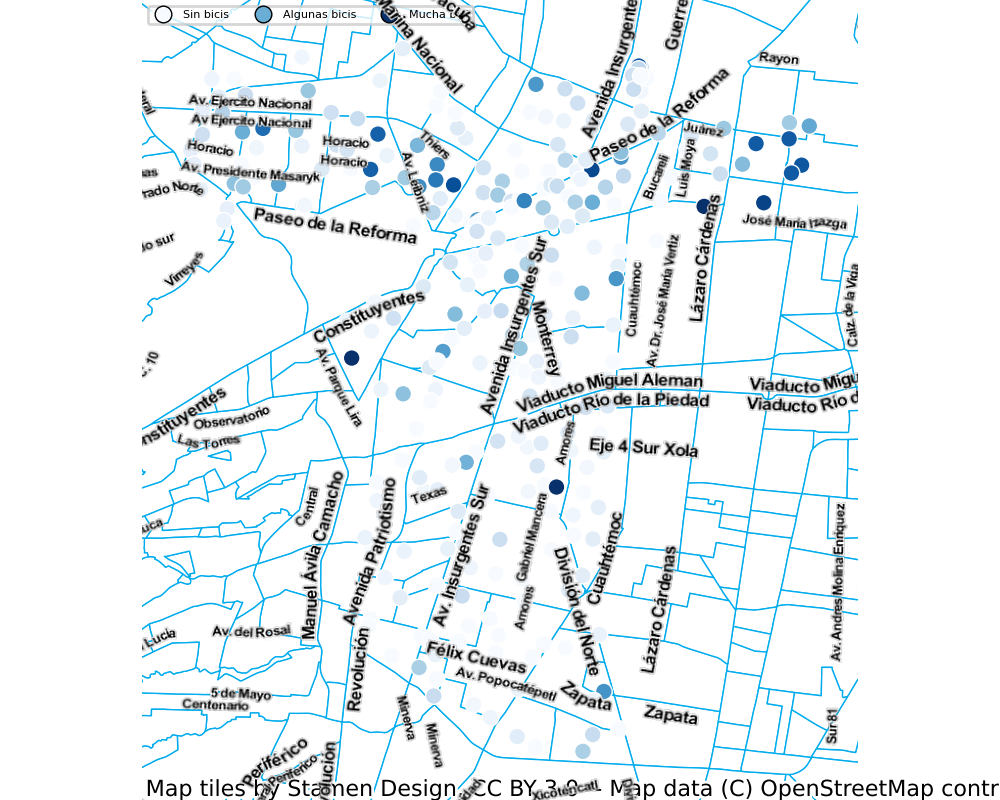 Sin bicis
Algunas bicis
Mucha
Marina Nacional
Avenida Insurgente
Guerre
Rayon
Av. Ejercito Nacional
Av Ejercito Nacional
Horacio
Horacio
Horacio
Thiers
Paseo de la Reforma
Juárez
Luis Moya
Bucareli
Av. Presidente Masaryk
Av. Leibniz
rado Norte
Paseo de la Reforma
José María Izazga
lo sur
Virreyes
Lázaro Cárdenas
Av. Dr. José María Vertiz
Cuauhtémoc
Calz. de la Viga
Constituyentes
Avenida Insurgentes Sur
Monterrey
Av. Parque Lira
Viaducto Miguel Aleman
Viaducto Río de la Piedad
Viaducto Migu
Viaducto Río d
nstituyentes
Observatorio
Las Torres
Amores
Eje 4 Sur Xola
Central
Manuel Ávila Camacho
Avenida Patriotismo
Texas
Av. Insurgentes Sur
Gabriel Mancera
Amores
División del Norte
Cuauhtémoc
Lázaro Cárdenas
Av. Andres Molina Enriquez
Lucia
Av. del Rosal
Revolución
Félix Cuevas
Av. Popocatépetl
Zapata
Zapata
5 de Mayo
Centenario
Minerva
Minerva
Sur 81
Periférico
Periférico
olución
Xicoténcatl
Map tiles by Stamen Design, CC BY 3.0 -- Map data (C) OpenStreetMap contr